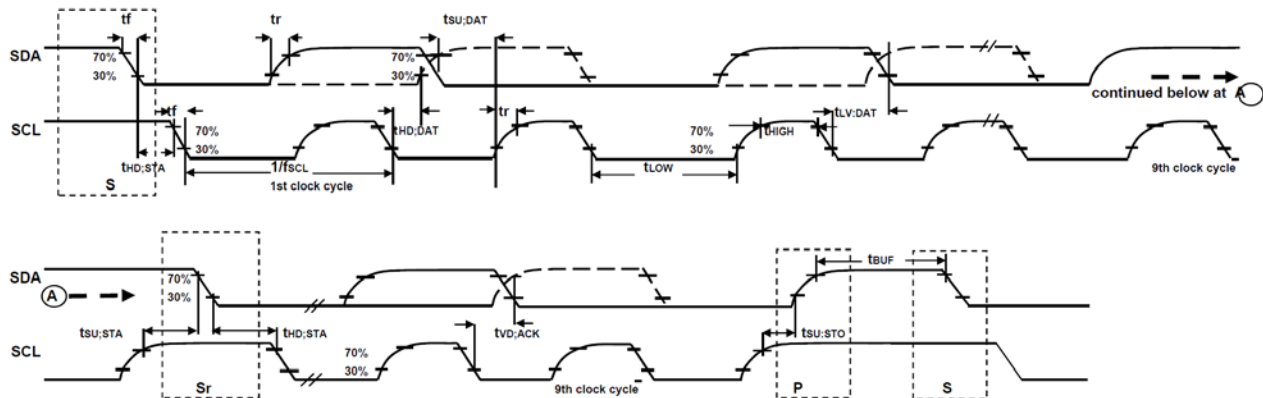 tf tr tSU;DAT
SDA 70% 70%
30% 30%
continued below at A
tf tHD;DAT tr tHIGH tLV:DAT
SCL 70% 70%
30% 30%
tHD;STA 1/fSCL tLOW
S 1st clock cycle 9th clock cycle
tBUF
SDA 70%
A 30%
tSU;STA tHD;STA tVD;ACK tSU:STO
SCL 70%
30%
Sr 9th clock cycle P S